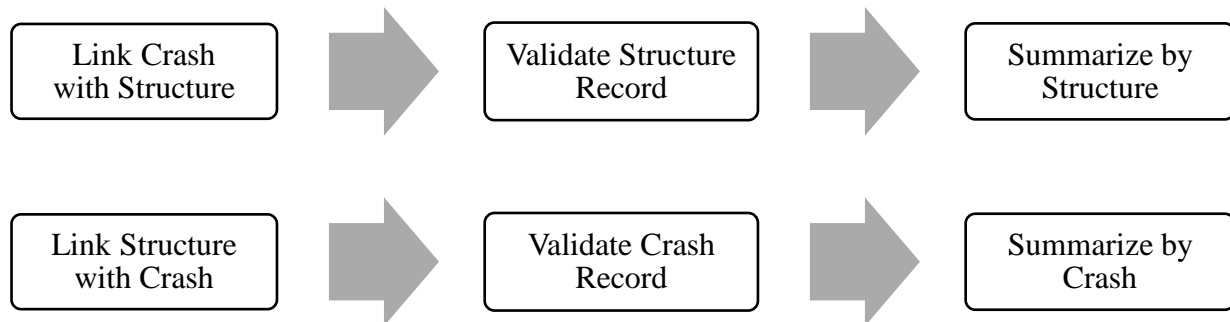 Link Crash
with Structure
Validate Structure
Record
Summarize by
Structure
Link Structure
with Crash
Validate Crash
Record
Summarize by
Crash